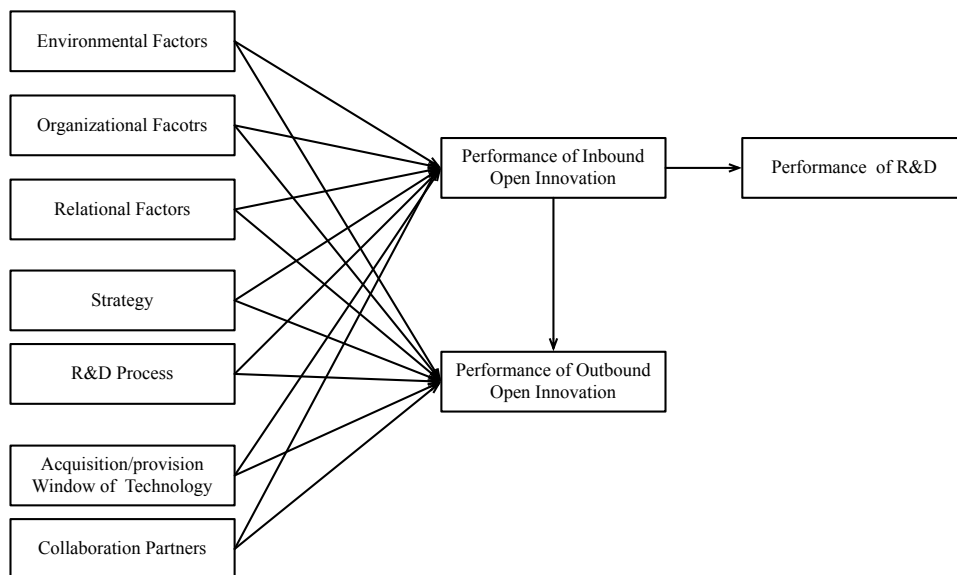 Environmental Factors
Organizational Facotrs
Relational Factors
Strategy
R&D Process
Acquisition/provision
Window of Technology
Collaboration Partners
Performance of Inbound
Open Innovation
Performance of Outbound
Open Innovation
Performance of R&D